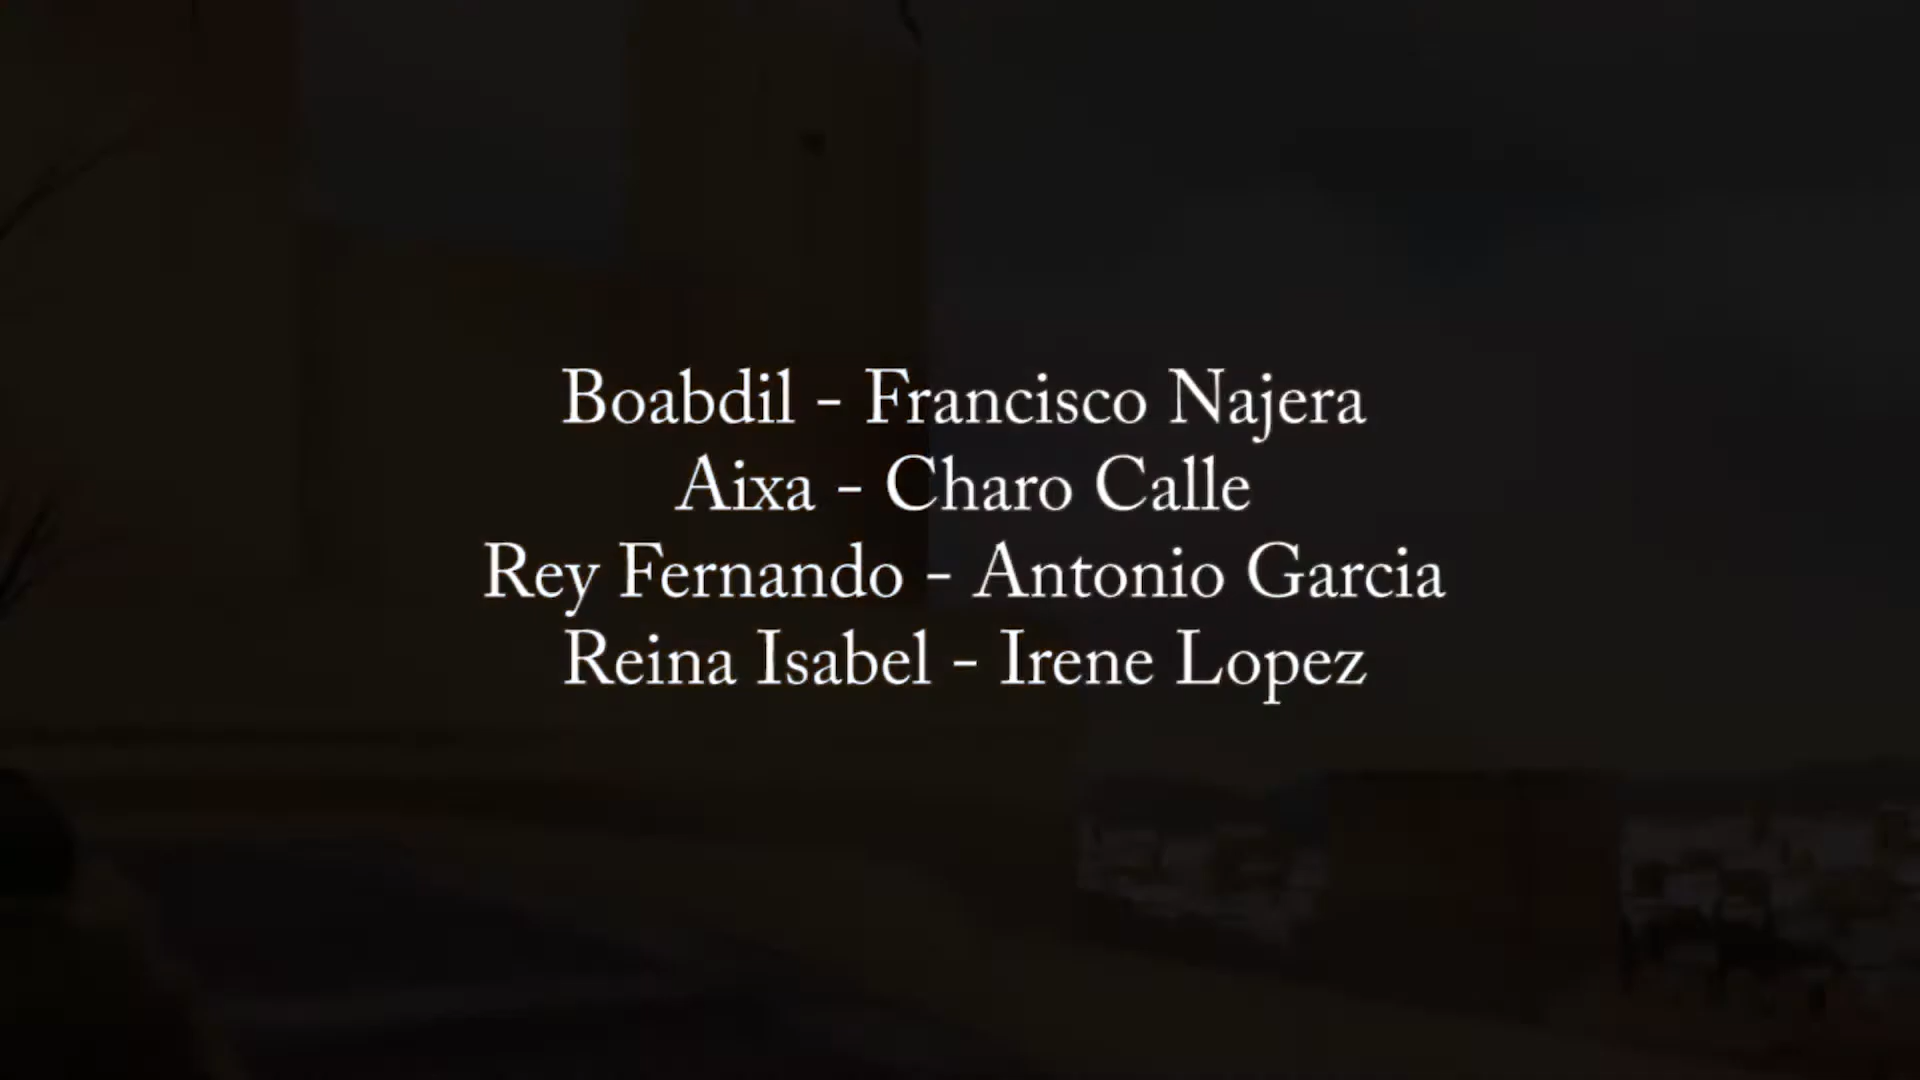 Boabdil - Francisco Najera
Aixa - Charo Calle
Rey Fernando - Antonio Garcia
Reina Isabel - Irene Lopez